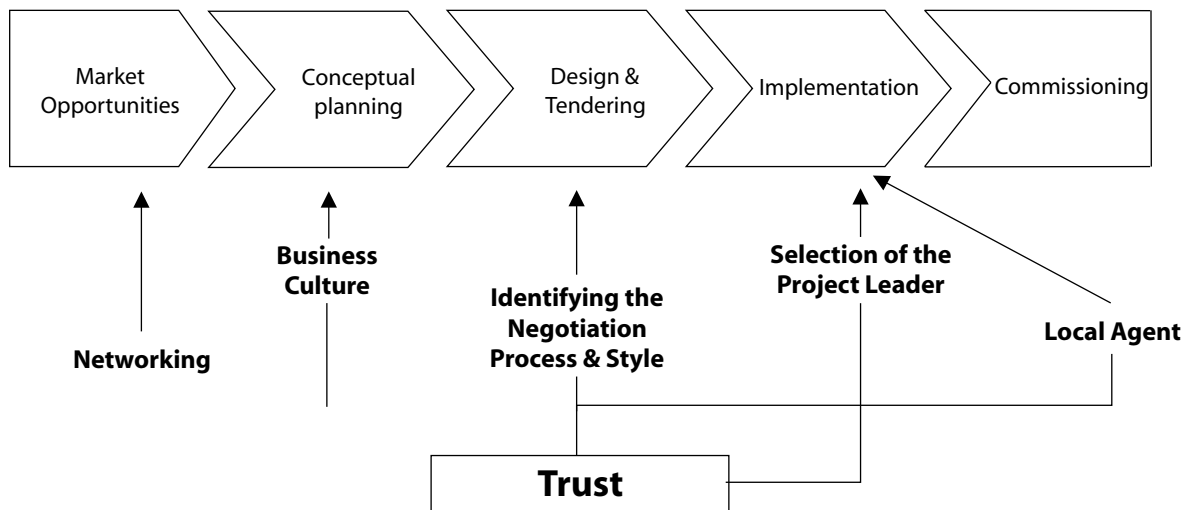 Market
Opportunities
Conceptual
planning
Design &
Tendering
Implementation
Commissioning
Business
Culture
Selection of the
Project Leader
Identifying the
Negotiation
Process & Style
Networking
Local Agent
Trust